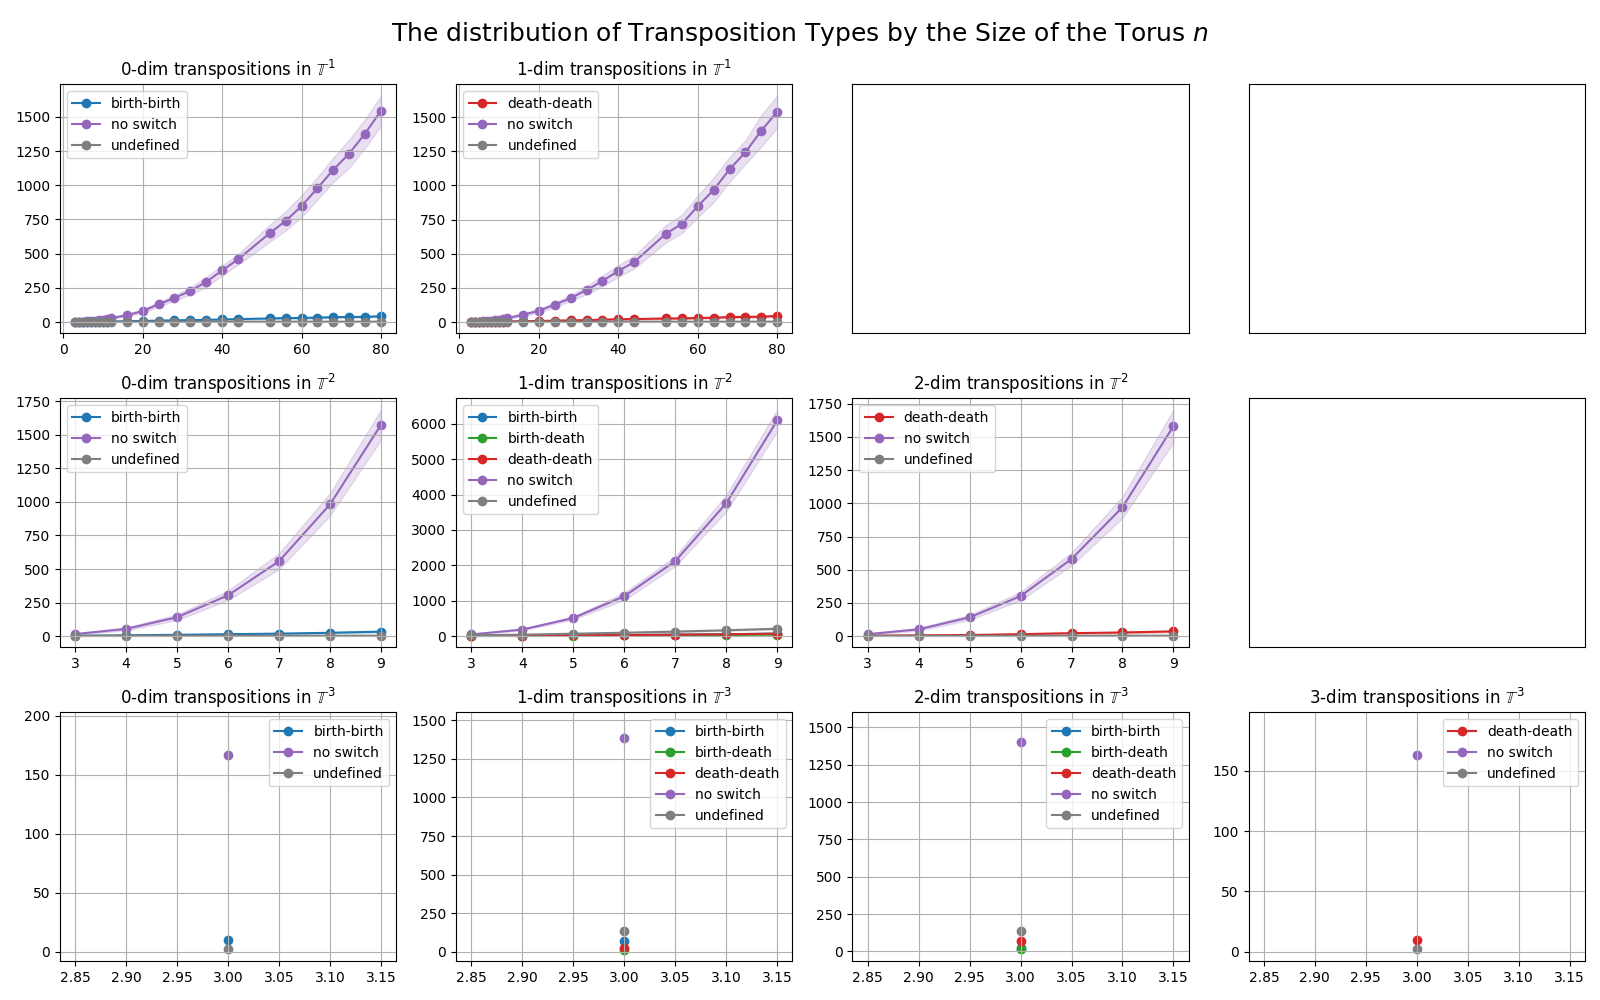 The distribution of Transposition Types by the Size of the Torus n
0-dim transpositions in 𝕋¹
birth-birth
no switch
undefined
1500
1250
1000
750
500
250
0
0 20 40 60 80
1-dim transpositions in 𝕋¹
death-death
no switch
undefined
1500
1250
1000
750
500
250
0
0 20 40 60 80
0-dim transpositions in 𝕋²
birth-birth
no switch
undefined
1750
1500
1250
1000
750
500
250
0
3 4 5 6 7 8 9
1-dim transpositions in 𝕋²
birth-birth
birth-death
death-death
no switch
undefined
6000
5000
4000
3000
2000
1000
0
3 4 5 6 7 8 9
2-dim transpositions in 𝕋²
death-death
no switch
undefined
1750
1500
1250
1000
750
500
250
0
3 4 5 6 7 8 9
0-dim transpositions in 𝕋³
birth-birth
no switch
undefined
200
150
100
50
0
2.85 2.90 2.95 3.00 3.05 3.10 3.15
1-dim transpositions in 𝕋³
birth-birth
birth-death
death-death
no switch
undefined
1500
1250
1000
750
500
250
0
2.85 2.90 2.95 3.00 3.05 3.10 3.15
2-dim transpositions in 𝕋³
birth-birth
birth-death
death-death
no switch
undefined
1500
1250
1000
750
500
250
0
2.85 2.90 2.95 3.00 3.05 3.10 3.15
3-dim transpositions in 𝕋³
death-death
no switch
undefined
150
100
50
0
2.85 2.90 2.95 3.00 3.05 3.10 3.15